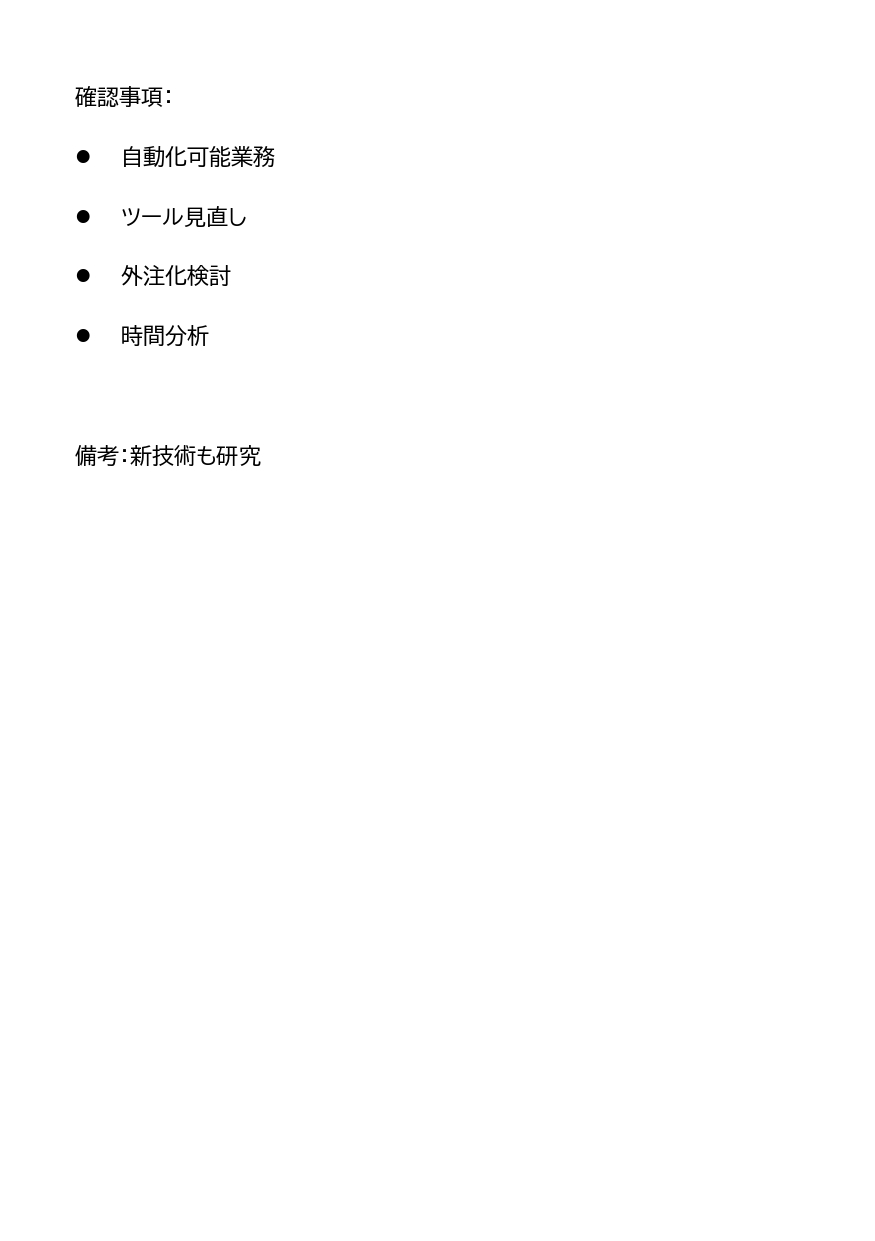 確認事項：
● 自動化可能業務
● ツール見直し
● 外注化検討
● 時間分析
備考：新技術も研究